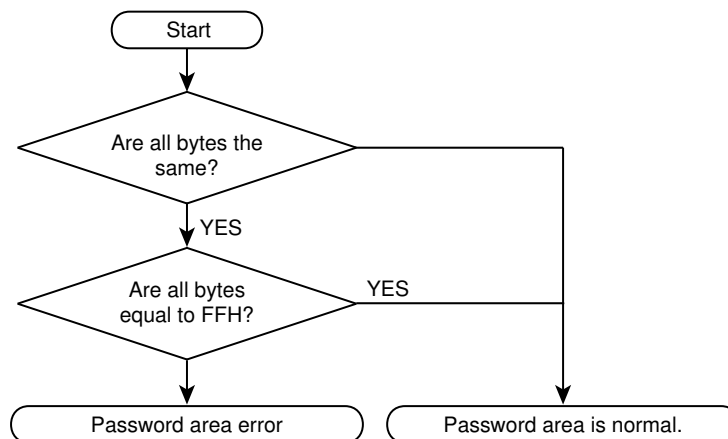 Start
Are all bytes the
same?
YES
Are all bytes
equal to FFH?
YES
Password area error
Password area is normal.